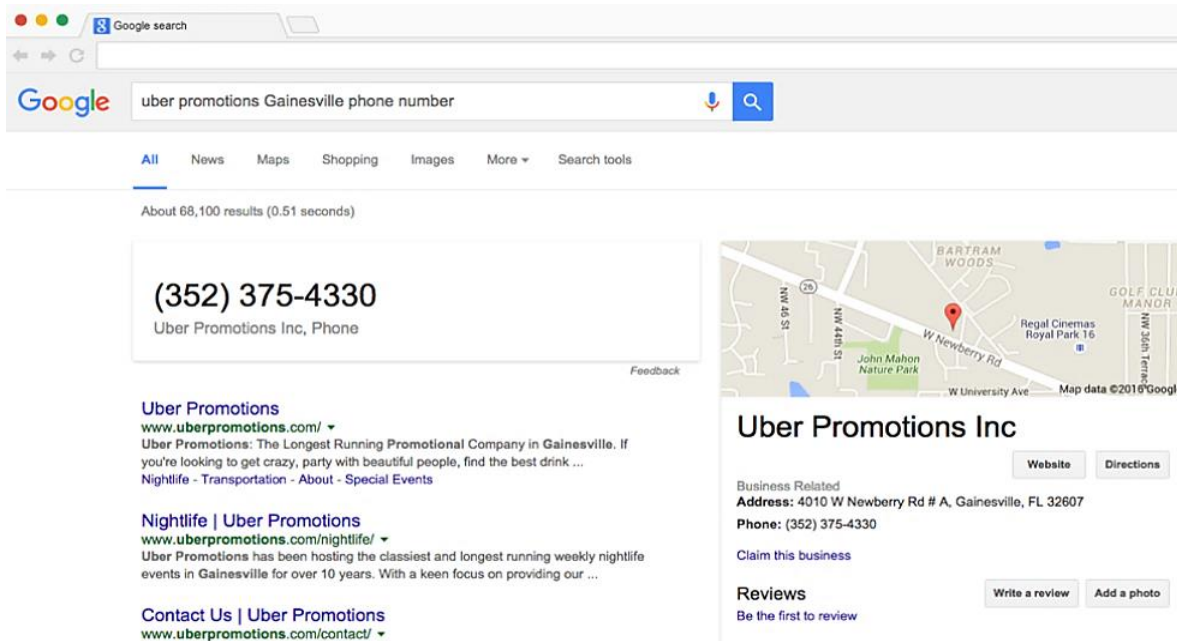 Google search
Google
uber promotions Gainesville phone number
All News Maps Shopping Images More Search tools
About 68,100 results (0.51 seconds)
(352) 375-4330
Uber Promotions Inc, Phone
Feedback
Uber Promotions
www.uberpromotions.com/
Uber Promotions: The Longest Running Promotional Company in Gainesville. If
you're looking to get crazy, party with beautiful people, find the best drink ...
Nightlife - Transportation - About - Special Events
Nightlife | Uber Promotions
www.uberpromotions.com/nightlife/
Uber Promotions has been hosting the classiest and longest running weekly nightlife
events in Gainesville for over 10 years. With a keen focus on providing our ...
Contact Us | Uber Promotions
www.uberpromotions.com/contact/
BARTRAM
WOODS
26
NW 46 St
NW 44th St
GOLF CLUB
MANOR
Regal Cinemas
Royal Park 16
NW 36th Terrace
W Newberry Rd
John Mahon
Nature Park
W University Ave
Map data ©2016 Google
Uber Promotions Inc
Website Directions
Business Related
Address: 4010 W Newberry Rd # A, Gainesville, FL 32607
Phone: (352) 375-4330
Claim this business
Reviews
Write a review Add a photo
Be the first to review